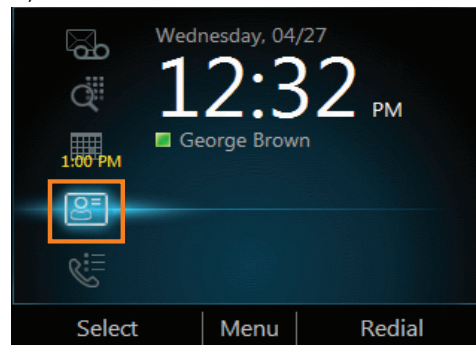 Wednesday, 04/27
12:32 PM
George Brown
1:00 PM
Select Menu Redial